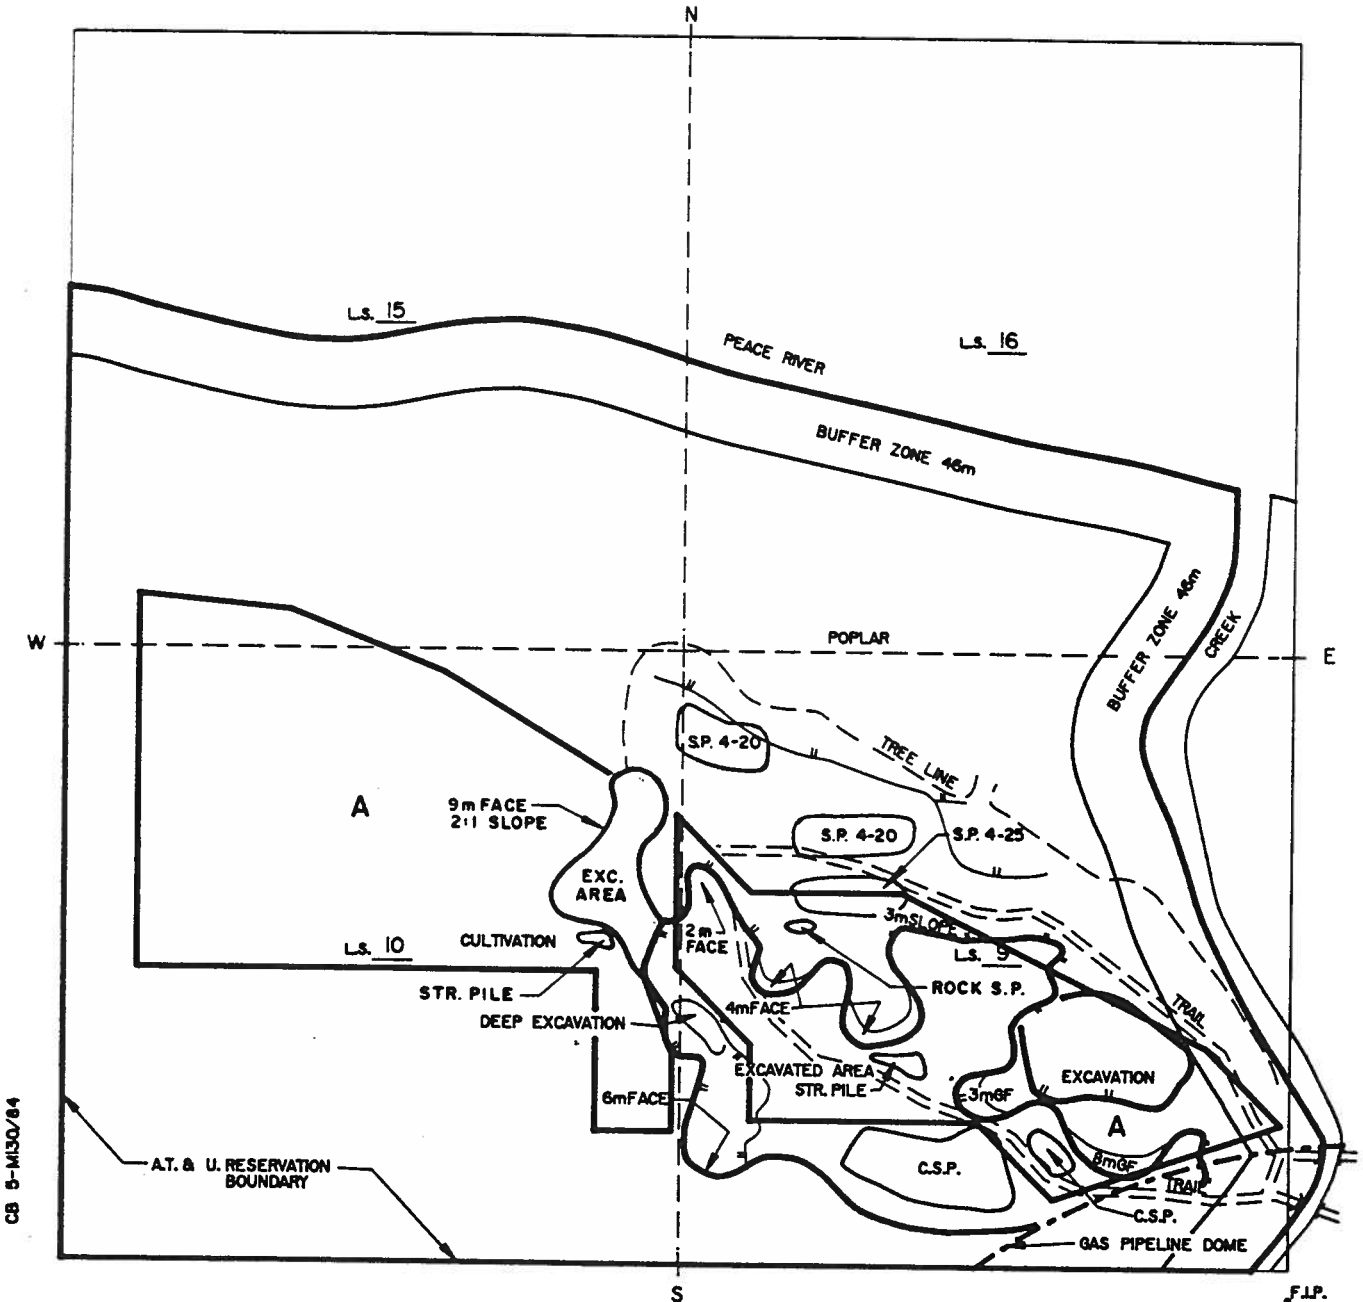 N
L.S. 15
L.S. 16
PEACE RIVER
BUFFER ZONE 46m
BUFFER ZONE 46m
CREEK
W
POPLAR
E
S.P. 4-20
TREE LINE
A
9m FACE
2:1 SLOPE
S.P. 4-20
S.P. 4-25
EXC.
AREA
3m SLOPE
CULTIVATION
2m
FACE
L.S. 10
L.S. 9
STR. PILE
ROCK S.P.
4m FACE
TRAIL
DEEP EXCAVATION
EXCAVATED AREA
STR. PILE
EXCAVATION
6m FACE
3mGF
A
A.T. & U. RESERVATION
BOUNDARY
C.S.P.
8mGF
TRAIL
C.S.P.
GAS PIPELINE DOME
CB 5-M130/84
S
F.I.P.